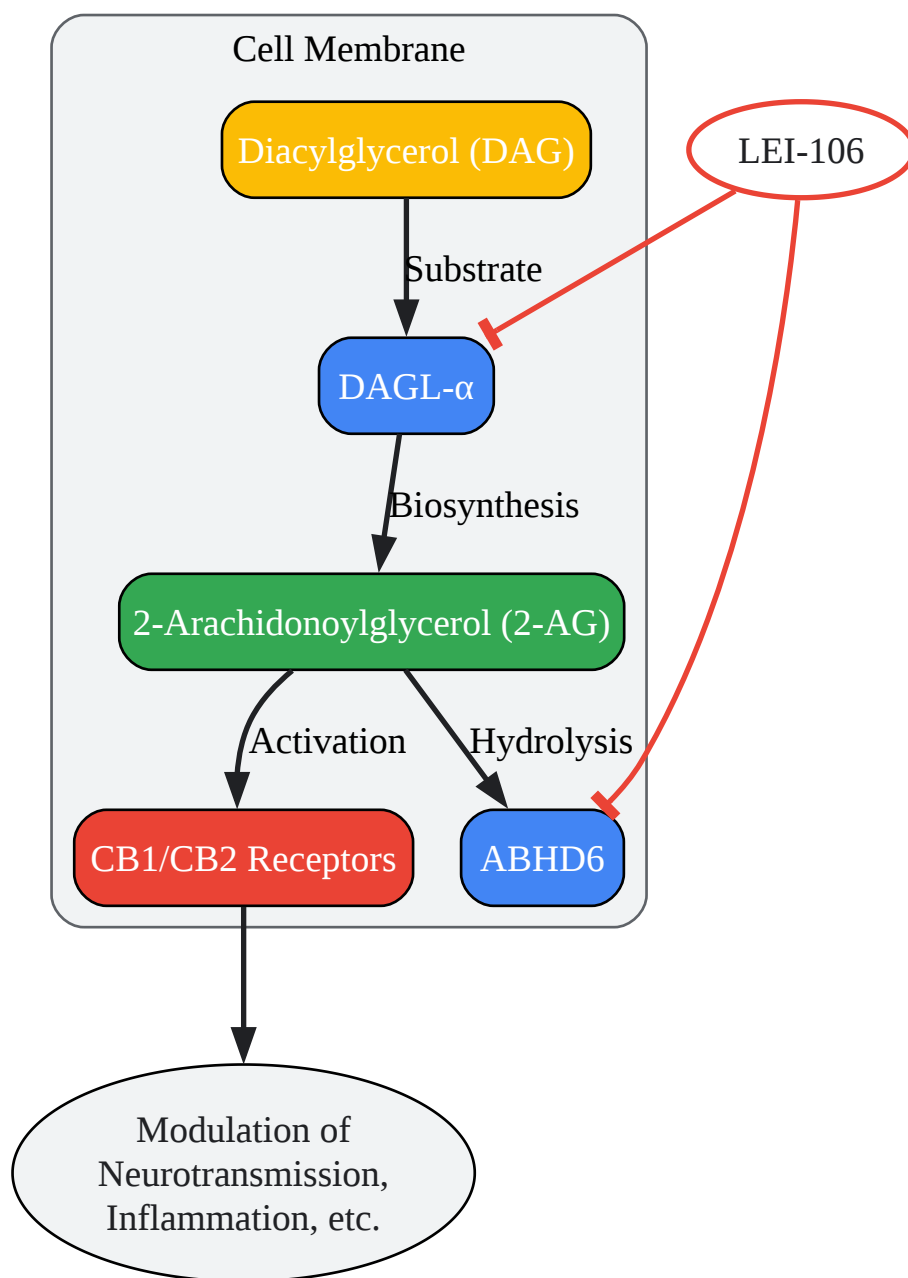 Cell Membrane
Diacylglycerol (DAG)
LEI-106
Substrate
DAGL-α
Biosynthesis
2-Arachidonoylglycerol (2-AG)
Activation
Hydrolysis
CB1/CB2 Receptors
ABHD6
Modulation of
Neurotransmission,
Inflammation, etc.